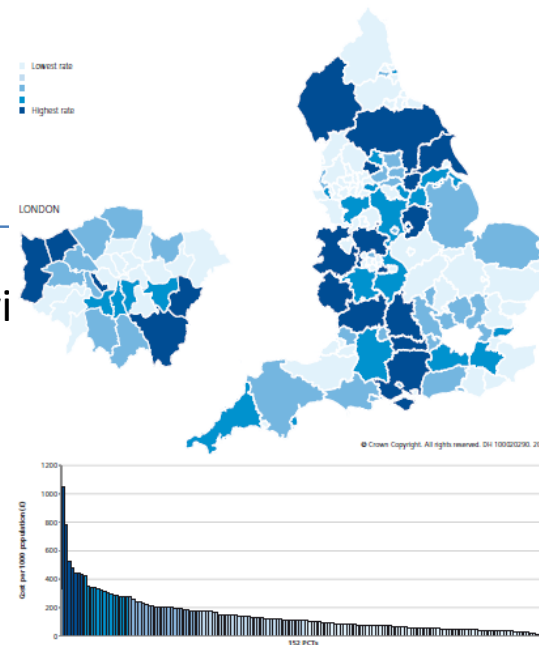 Lowest rate
Highest rate
LONDON
© Crown Copyright. All rights reserved. DH 100020290.
1200
1000
800
600
400
200
0
Cost per 1000 population (£)
152 PCTs